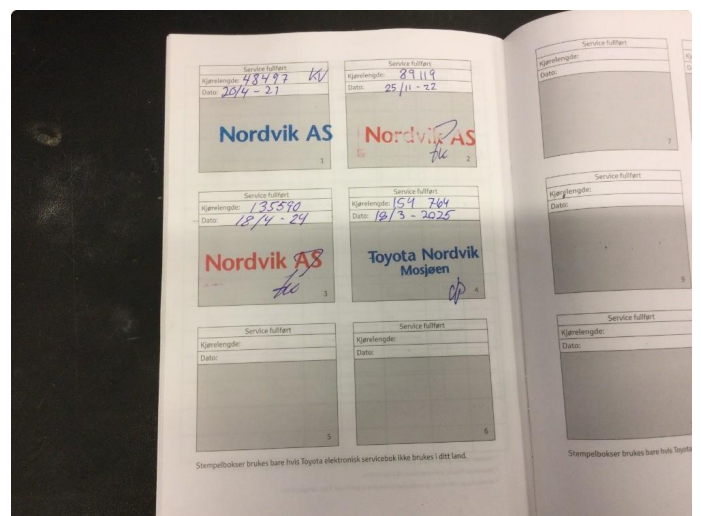 Service fullført
Kjørelengde: 48497 KV
Dato: 20/4 - 21
Nordvik AS
1
Service fullført
Kjørelengde: 89119
Dato: 25/11 - 22
Nordvik AS
2
Service fullført
Kjørelengde: 135590
Dato: 18/4 - 24
Nordvik AS
3
Service fullført
Kjørelengde: 154 764
Dato: 18/3 - 2025
Toyota Nordvik
Mosjøen
4
Service fullført
Kjørelengde:
Dato:
5
Service fullført
Kjørelengde:
Dato:
6
Stempelbokser brukes bare hvis Toyota elektronisk servicebok ikke brukes i ditt land.
Service fullført
Kjørelengde:
Dato:
7
Service fullført
Kjørelengde:
Dato:
9
Service fullført
Kjørelengde:
Dato:
Stempelbokser brukes bare hvis Toyota